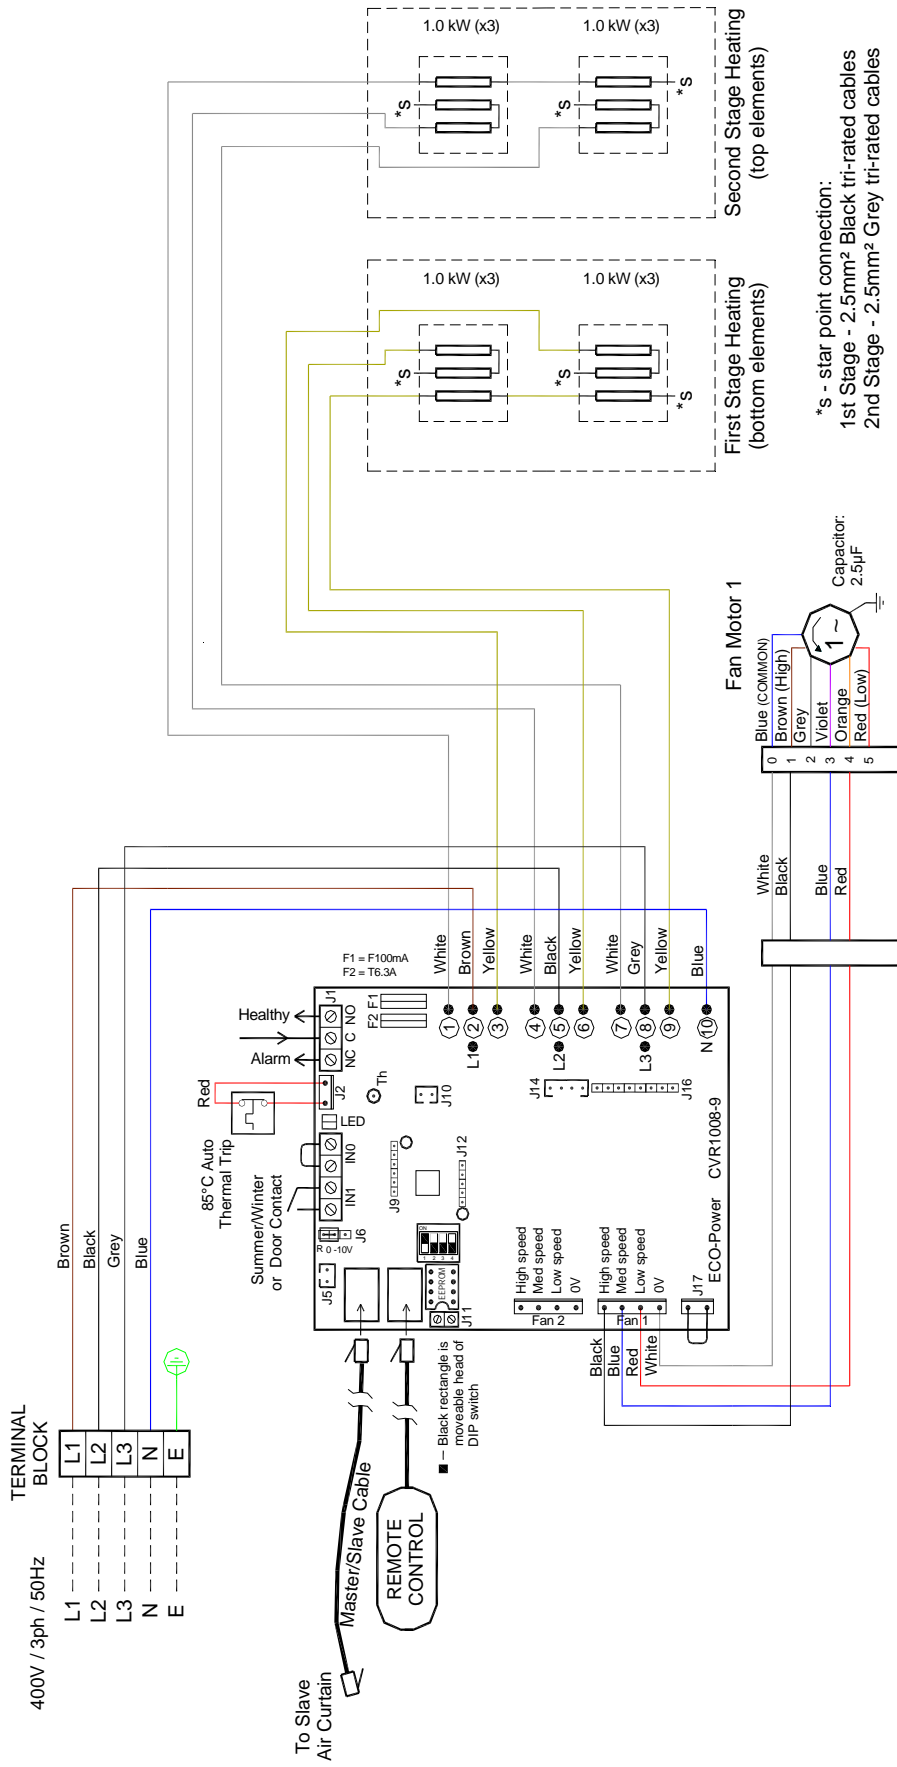 400V / 3ph / 50Hz
TERMINAL
BLOCK
L1
L2
L3
N
E
L1
L2
L3
N
E
Brown
Black
Grey
Blue
To Slave
Air Curtain
Master/Slave Cable
REMOTE
CONTROL
– Black rectangle is
moveable head of
DIP switch
85°C Auto
Thermal Trip
Red
Summer/Winter
or Door Contact
Healthy
Alarm
F1 = F100mA
F2 = T6.3A
J1
NO
C
NC
F1
F2
J2
LED
Th
IN0
IN1
J6
R 0 -10V
J5
J10
J9
J12
ON
1 2 3 4
EEPROM
J11
J14
J16
L1
L2
L3
N
1
2
3
4
5
6
7
8
9
10
White
Brown
Yellow
White
Black
Yellow
White
Grey
Yellow
Blue
High speed
Med speed
Low speed
0V
Fan 2
High speed
Med speed
Low speed
0V
Fan 1
J17
ECO-Power CVR1008-9
Black
Blue
Red
White
White
Black
Blue
Red
0
1
2
3
4
5
Blue (COMMON)
Brown (High)
Grey
Violet
Orange
Red (Low)
Fan Motor 1
1 ~
Capacitor:
2.5µF
First Stage Heating
(bottom elements)
1.0 kW (x3)
1.0 kW (x3)
*s
*s
*s
Second Stage Heating
(top elements)
1.0 kW (x3)
1.0 kW (x3)
*s
*s
*s
*s - star point connection:
1st Stage - 2.5mm² Black tri-rated cables
2nd Stage - 2.5mm² Grey tri-rated cables